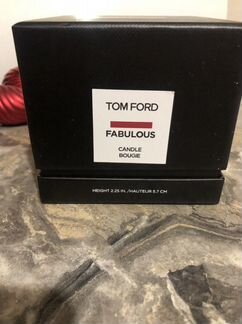 TOM FORD
FABULOUS
CANDLE
BOUGIE
HEIGHT 2.25 IN. /HAUTEUR 5.7 CM